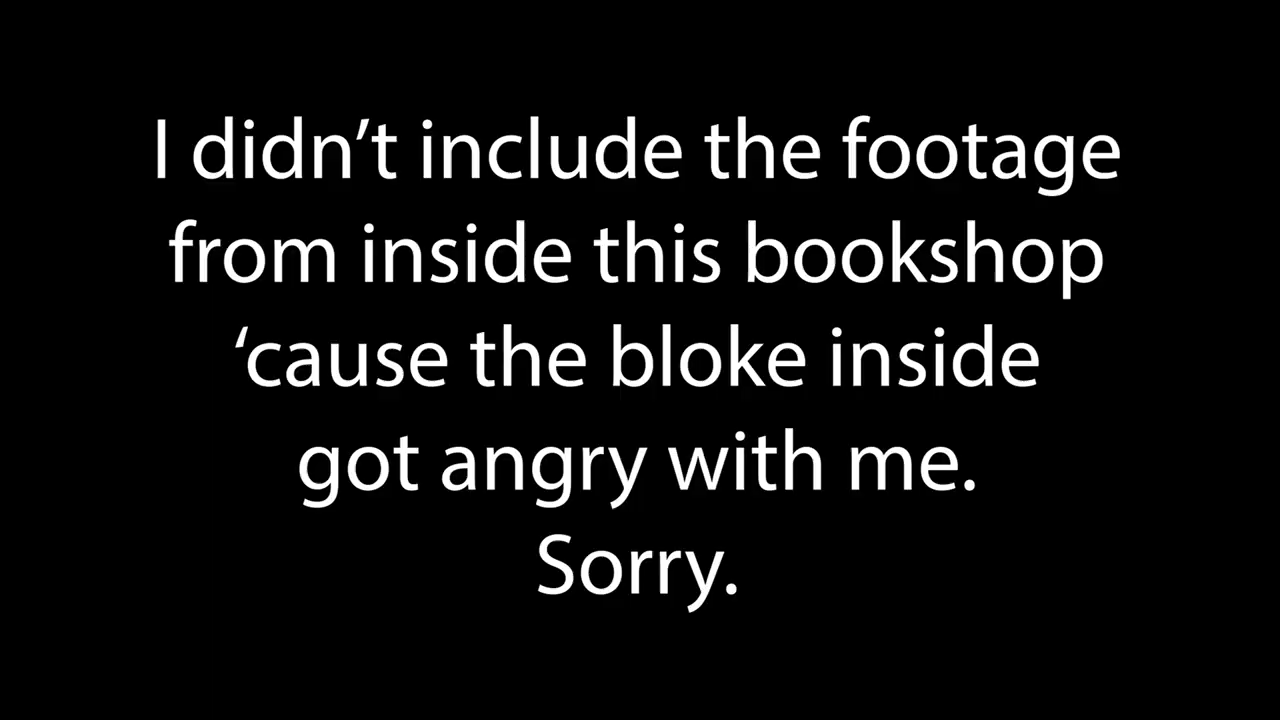 I didn’t include the footage
from inside this bookshop
‘cause the bloke inside
got angry with me.
Sorry.